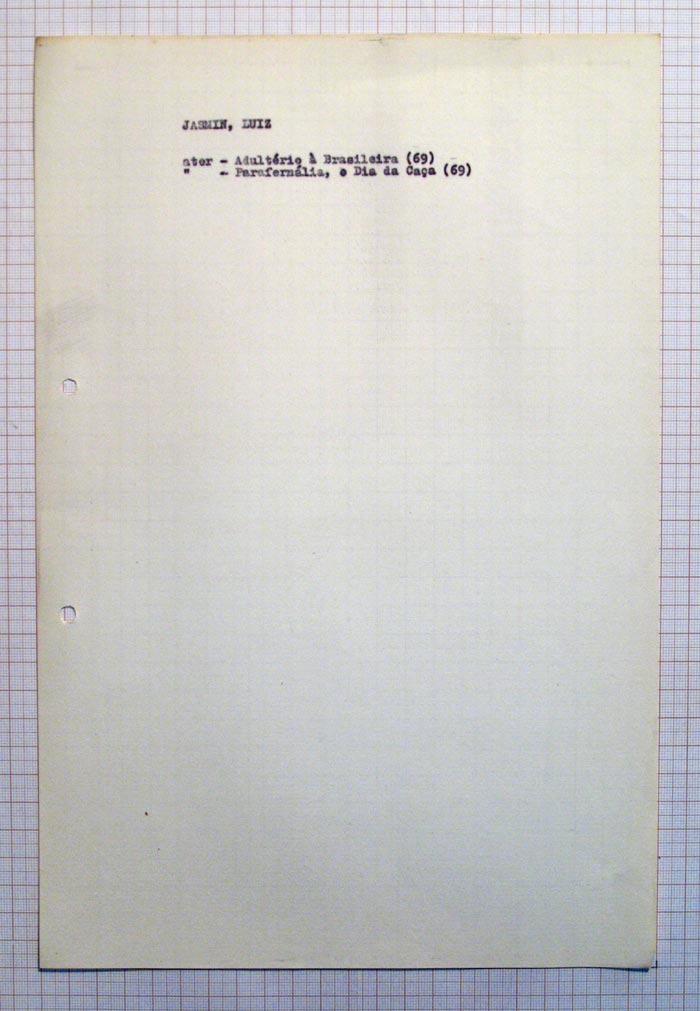 JASMIN, LUIZ
ator - Adultério à Brasileira (69)
" - Parafernália, o Dia da Caça (69)